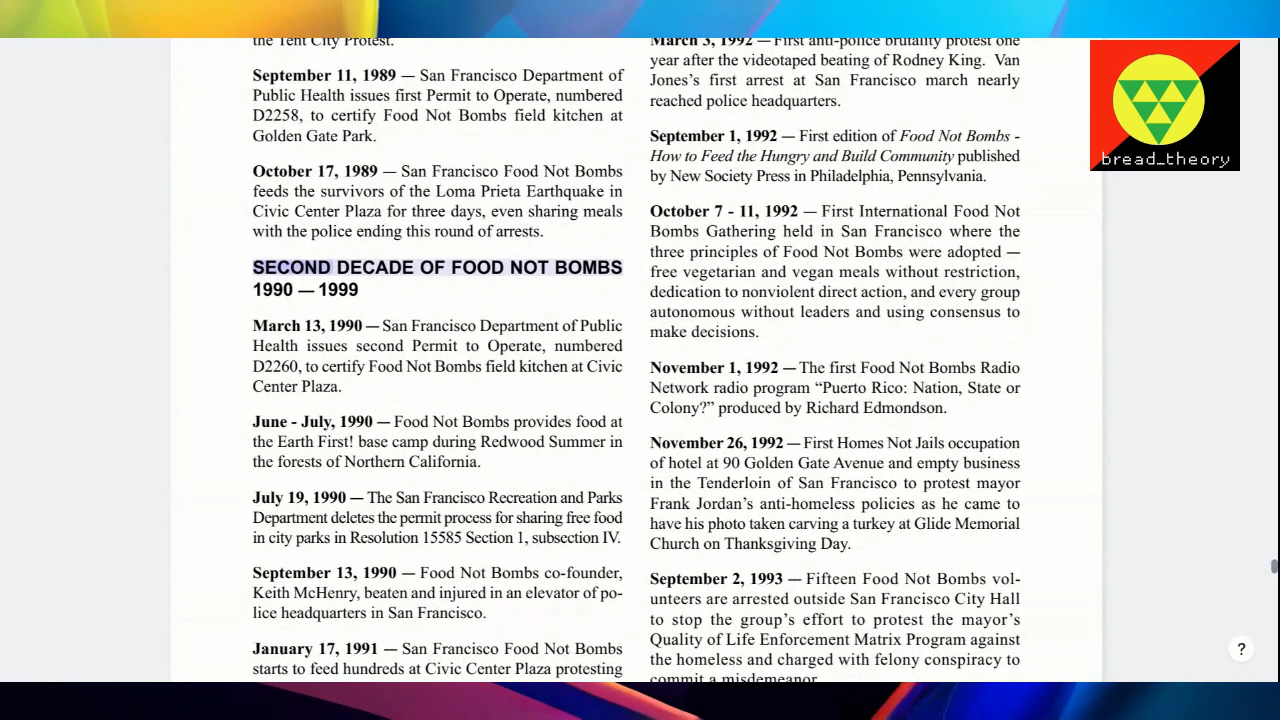 the Tent City Protest.
September 11, 1989 — San Francisco Department of
Public Health issues first Permit to Operate, numbered
D2258, to certify Food Not Bombs field kitchen at
Golden Gate Park.
October 17, 1989 — San Francisco Food Not Bombs
feeds the survivors of the Loma Prieta Earthquake in
Civic Center Plaza for three days, even sharing meals
with the police ending this round of arrests.
SECOND DECADE OF FOOD NOT BOMBS
1990 — 1999
March 13, 1990 — San Francisco Department of Public
Health issues second Permit to Operate, numbered
D2260, to certify Food Not Bombs field kitchen at Civic
Center Plaza.
June - July, 1990 — Food Not Bombs provides food at
the Earth First! base camp during Redwood Summer in
the forests of Northern California.
July 19, 1990 — The San Francisco Recreation and Parks
Department deletes the permit process for sharing free food
in city parks in Resolution 15585 Section 1, subsection IV.
September 13, 1990 — Food Not Bombs co-founder,
Keith McHenry, beaten and injured in an elevator of po-
lice headquarters in San Francisco.
January 17, 1991 — San Francisco Food Not Bombs
starts to feed hundreds at Civic Center Plaza protesting
March 3, 1992 — First anti-police brutality protest one
year after the videotaped beating of Rodney King. Van
Jones's first arrest at San Francisco march nearly
reached police headquarters.
September 1, 1992 — First edition of Food Not Bombs -
How to Feed the Hungry and Build Community published
by New Society Press in Philadelphia, Pennsylvania.
October 7 - 11, 1992 — First International Food Not
Bombs Gathering held in San Francisco where the
three principles of Food Not Bombs were adopted —
free vegetarian and vegan meals without restriction,
dedication to nonviolent direct action, and every group
autonomous without leaders and using consensus to
make decisions.
November 1, 1992 — The first Food Not Bombs Radio
Network radio program “Puerto Rico: Nation, State or
Colony?” produced by Richard Edmondson.
November 26, 1992 — First Homes Not Jails occupation
of hotel at 90 Golden Gate Avenue and empty business
in the Tenderloin of San Francisco to protest mayor
Frank Jordan's anti-homeless policies as he came to
have his photo taken carving a turkey at Glide Memorial
Church on Thanksgiving Day.
September 2, 1993 — Fifteen Food Not Bombs vol-
unteers are arrested outside San Francisco City Hall
to stop the group's effort to protest the mayor's
Quality of Life Enforcement Matrix Program against
the homeless and charged with felony conspiracy to
commit a misdemeanor.
bread_theory
?